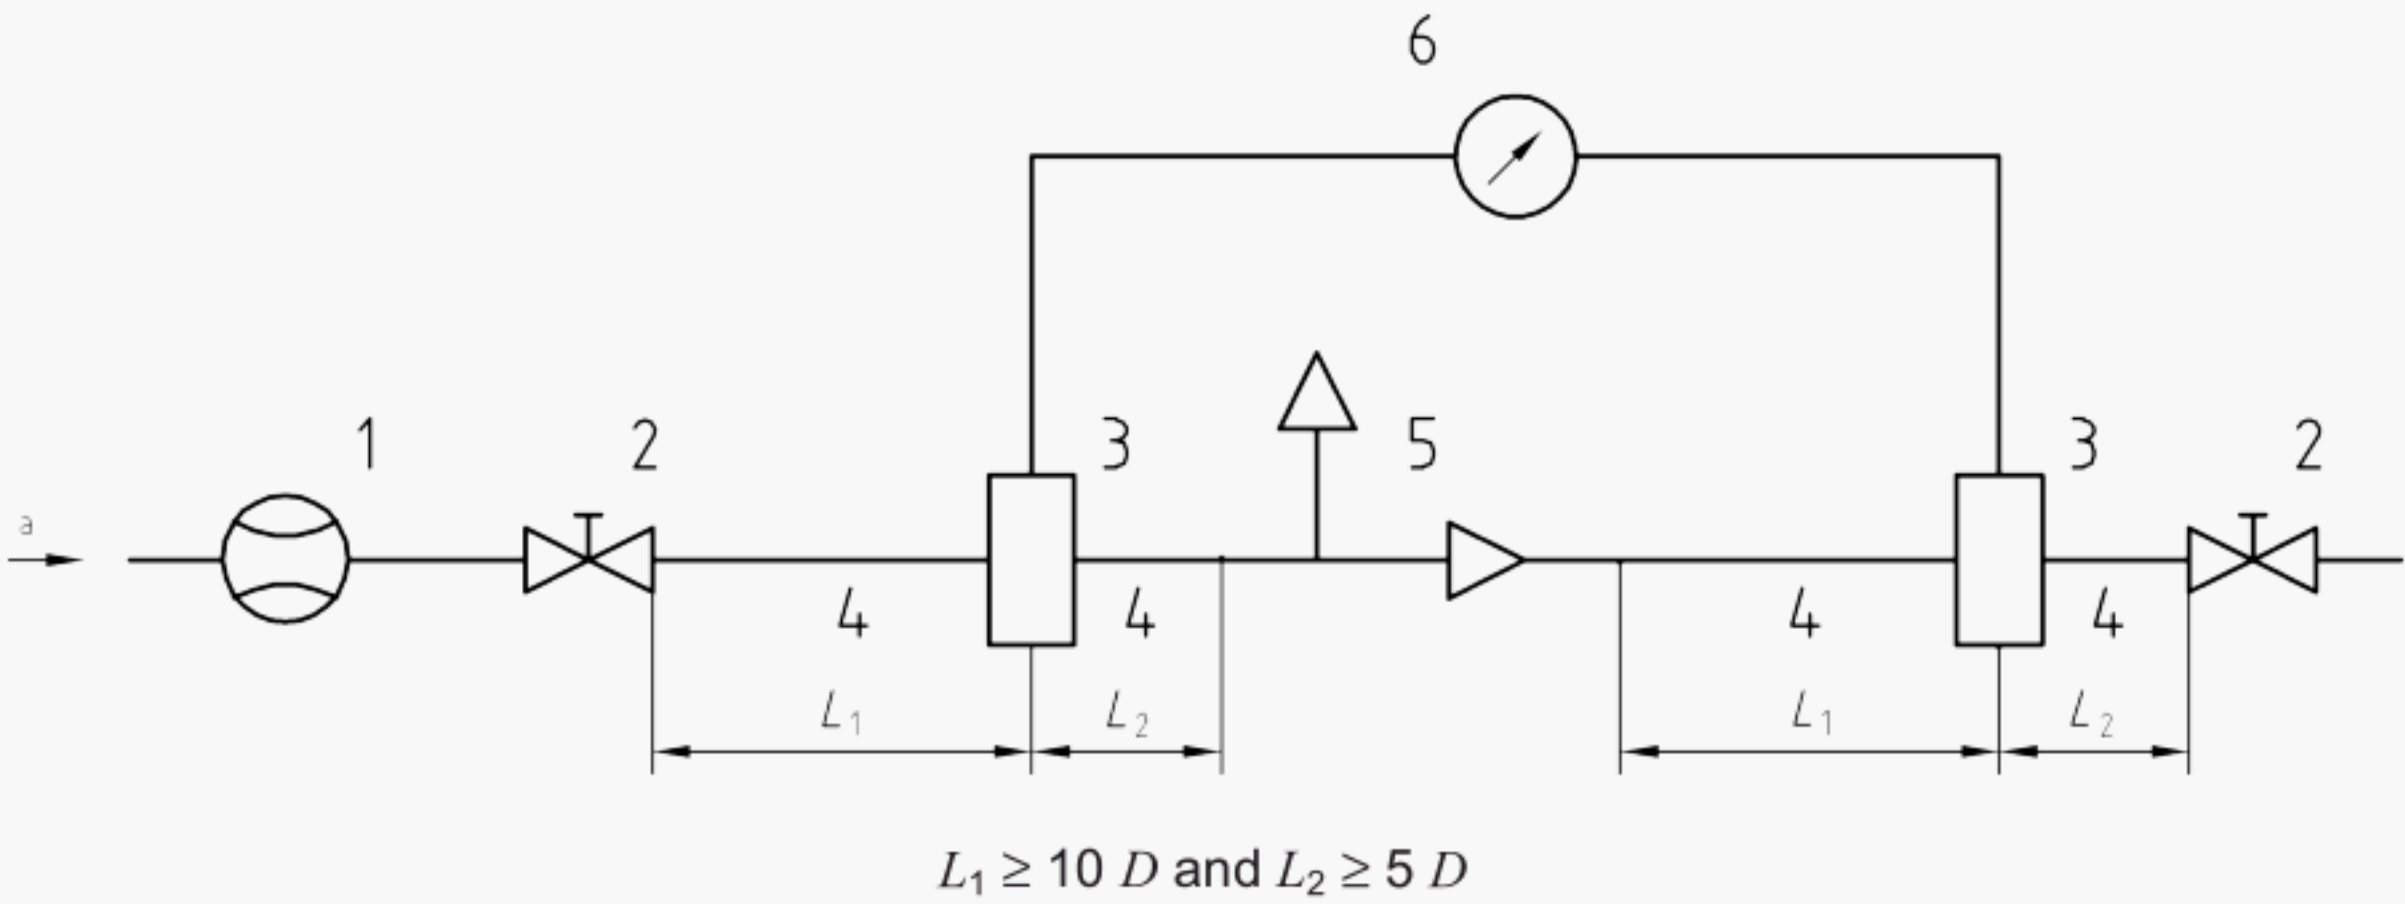 6
1 2 3 5 3 2
a
4 4 4 4
L₁ L₂ L₁ L₂
L₁ ≥ 10 D and L₂ ≥ 5 D